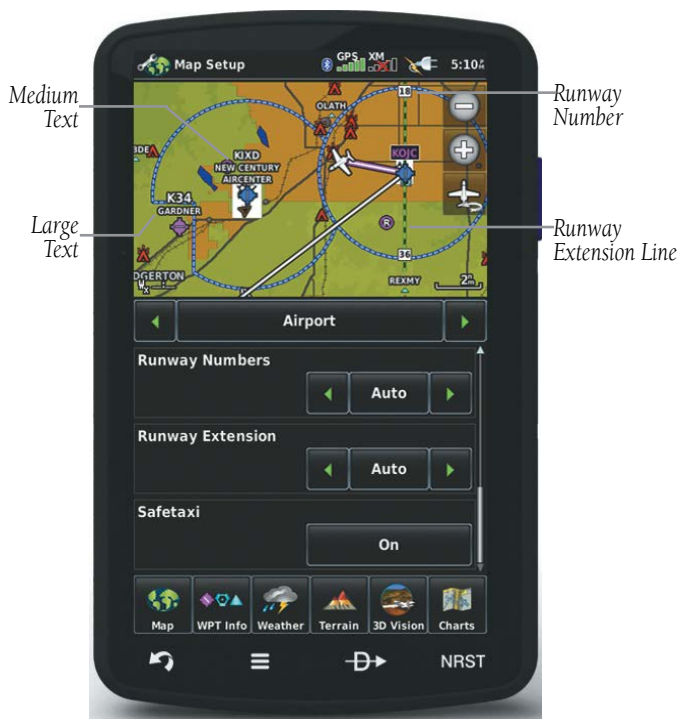 Map Setup
GPS
XM
5:10
Medium
Text
Large
Text
Runway
Number
Runway
Extension Line
OLATH
18
KIXD
NEW CENTURY
AIRCENTER
KOJC
K34
GARDNER
R
36
DGERTON
REXMY
2
Airport
Runway Numbers
Auto
Runway Extension
Auto
Safetaxi
On
Map
WPT Info
Weather
Terrain
3D Vision
Charts
D
NRST